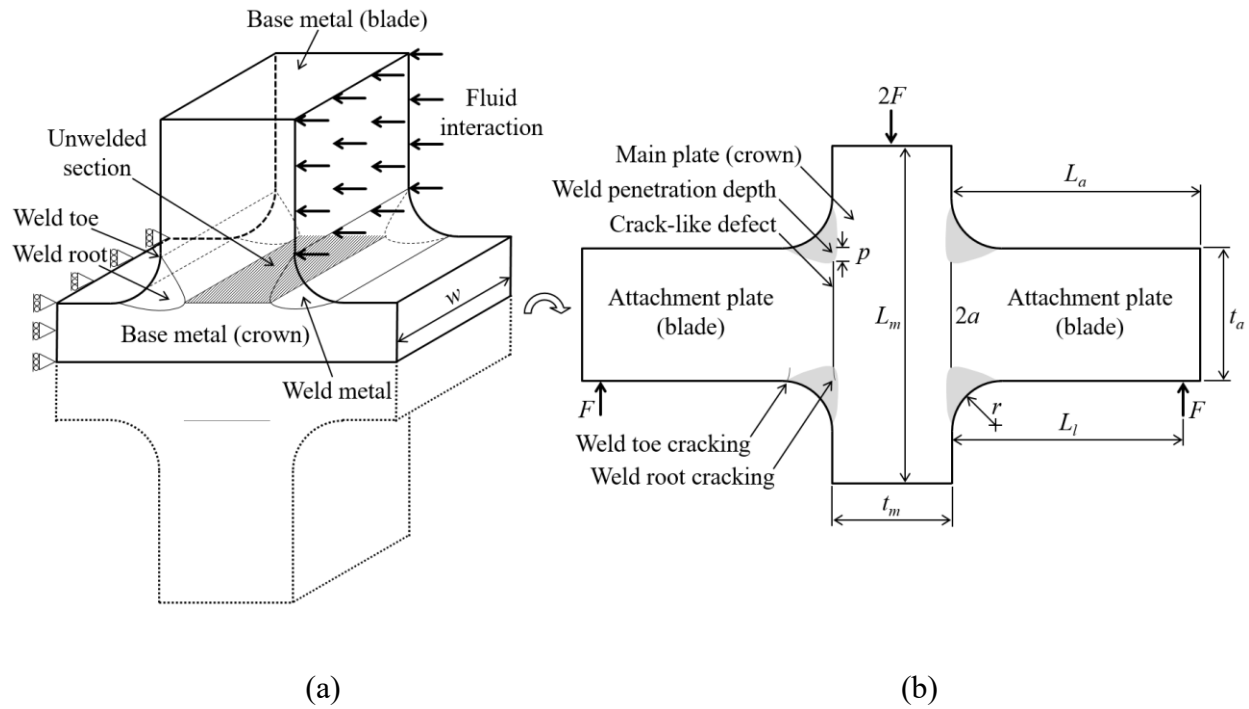 Base metal (blade)
Fluid
interaction
Unwelded
section
Weld toe
Weld root
w
Base metal (crown)
Weld metal
(a)
2F
Main plate (crown)
Weld penetration depth
Crack-like defect
p
L_a
Attachment plate
(blade)
L_m
2a
Attachment plate
(blade)
t_a
F
r
F
L_l
Weld toe cracking
Weld root cracking
t_m
(b)